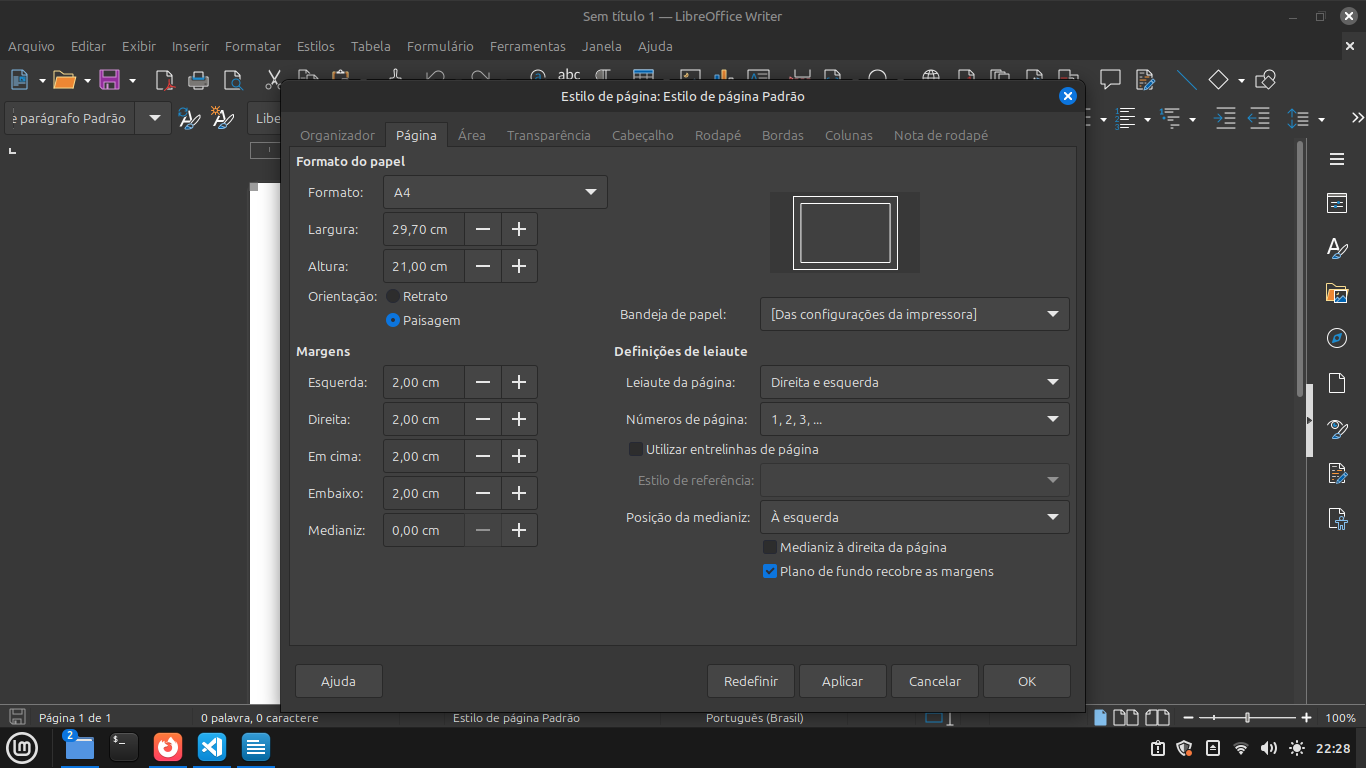 Sem título 1 — LibreOffice Writer
Arquivo Editar Exibir Inserir Formatar Estilos Tabela Formulário Ferramentas Janela Ajuda
abc
parágrafo Padrão
Libe
Estilo de página: Estilo de página Padrão
Organizador Página Área Transparência Cabeçalho Rodapé Bordas Colunas Nota de rodapé
Formato do papel
Formato: A4
Largura: 29,70 cm
Altura: 21,00 cm
Orientação: Retrato
Paisagem
Bandeja de papel: [Das configurações da impressora]
Margens
Esquerda: 2,00 cm
Direita: 2,00 cm
Em cima: 2,00 cm
Embaixo: 2,00 cm
Medianiz: 0,00 cm
Definições de leiaute
Leiaute da página: Direita e esquerda
Números de página: 1, 2, 3, ...
Utilizar entrelinhas de página
Estilo de referência:
Posição da medianiz: À esquerda
Medianiz à direita da página
Plano de fundo recobre as margens
Ajuda Redefinir Aplicar Cancelar OK
Página 1 de 1 0 palavra, 0 caractere Estilo de página Padrão Português (Brasil) 100%
2 $_ 22:28